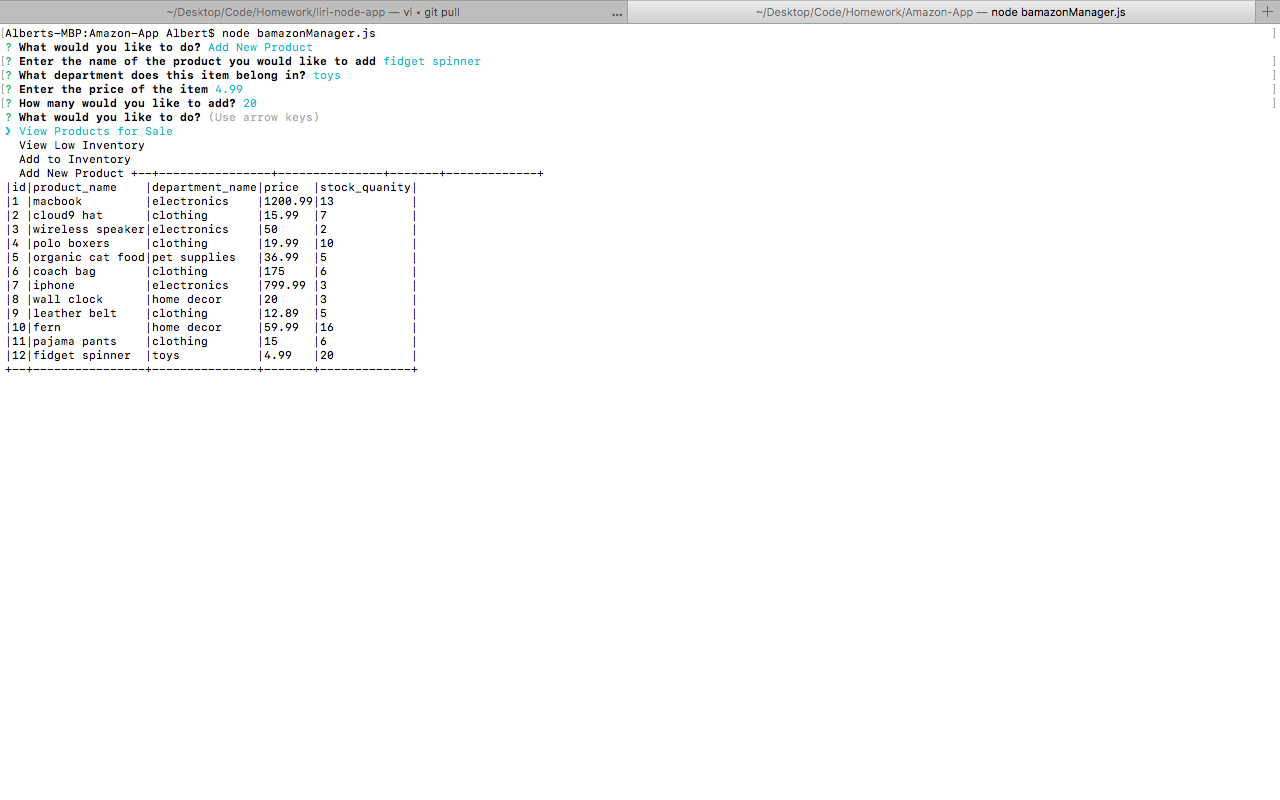 ~/Desktop/Code/Homework/liri-node-app — vi • git pull ...
~/Desktop/Code/Homework/Amazon-App — node bamazonManager.js +
[Alberts-MBP:Amazon-App Albert$ node bamazonManager.js ]
? What would you like to do? Add New Product
[? Enter the name of the product you would like to add fidget spinner ]
[? What department does this item belong in? toys ]
[? Enter the price of the item 4.99 ]
[? How many would you like to add? 20 ]
? What would you like to do? (Use arrow keys)
❯ View Products for Sale
View Low Inventory
Add to Inventory
Add New Product +--+----------------+---------------+-------+-------------+
|id|product_name    |department_name|price  |stock_quanity|
|1 |macbook         |electronics    |1200.99|13           |
|2 |cloud9 hat      |clothing       |15.99  |7            |
|3 |wireless speaker|electronics    |50     |2            |
|4 |polo boxers     |clothing       |19.99  |10           |
|5 |organic cat food|pet supplies   |36.99  |5            |
|6 |coach bag       |clothing       |175    |6            |
|7 |iphone          |electronics    |799.99 |3            |
|8 |wall clock      |home decor     |20     |3            |
|9 |leather belt    |clothing       |12.89  |5            |
|10|fern            |home decor     |59.99  |16           |
|11|pajama pants    |clothing       |15     |6            |
|12|fidget spinner  |toys           |4.99   |20           |
+--+----------------+---------------+-------+-------------+